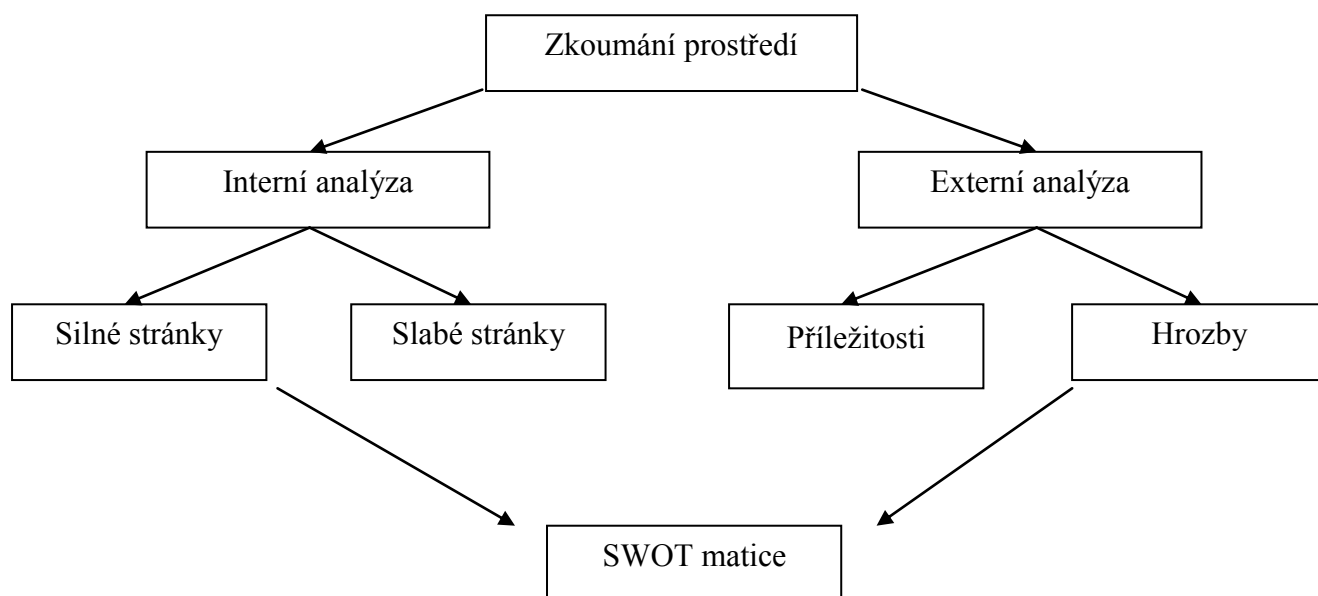 Zkoumání prostředí
Interní analýza
Externí analýza
Silné stránky
Slabé stránky
Příležitosti
Hrozby
SWOT matice